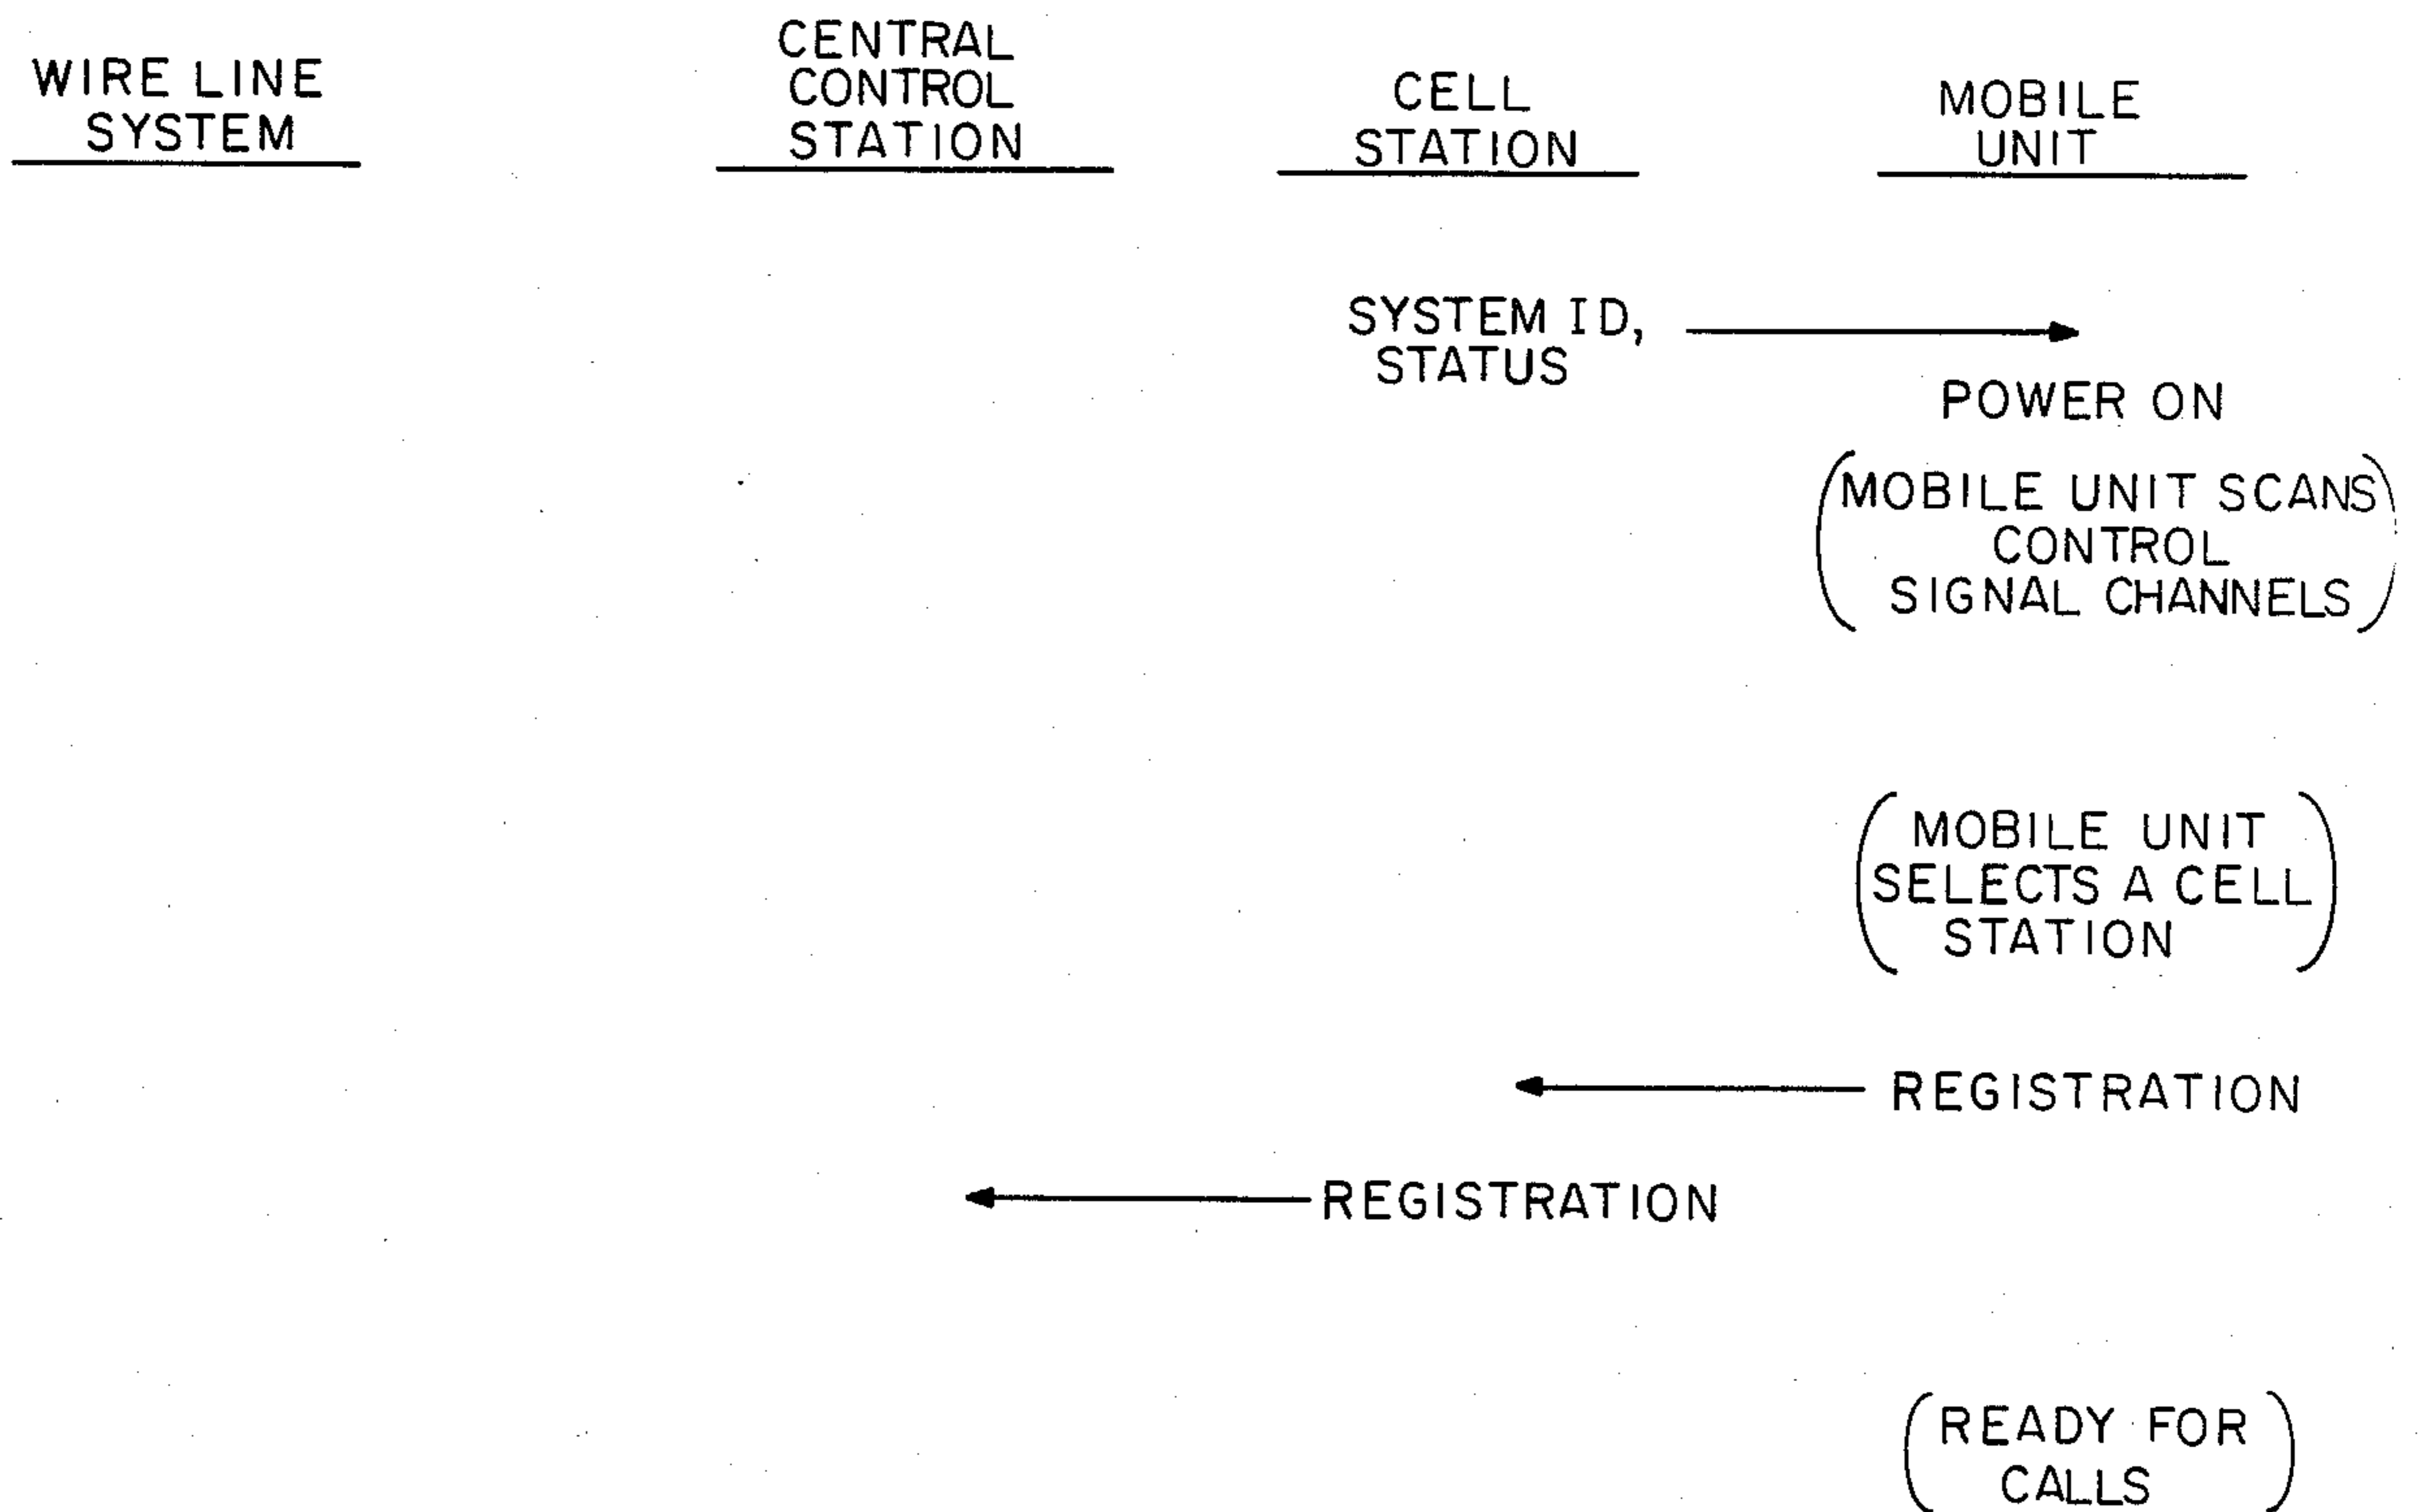 WIRE LINE
SYSTEM
CENTRAL
CONTROL
STATION
CELL
STATION
MOBILE
UNIT
SYSTEM ID,
STATUS
POWER ON
(MOBILE UNIT SCANS
CONTROL
SIGNAL CHANNELS)
(MOBILE UNIT
SELECTS A CELL
STATION)
REGISTRATION
REGISTRATION
(READY FOR
CALLS)